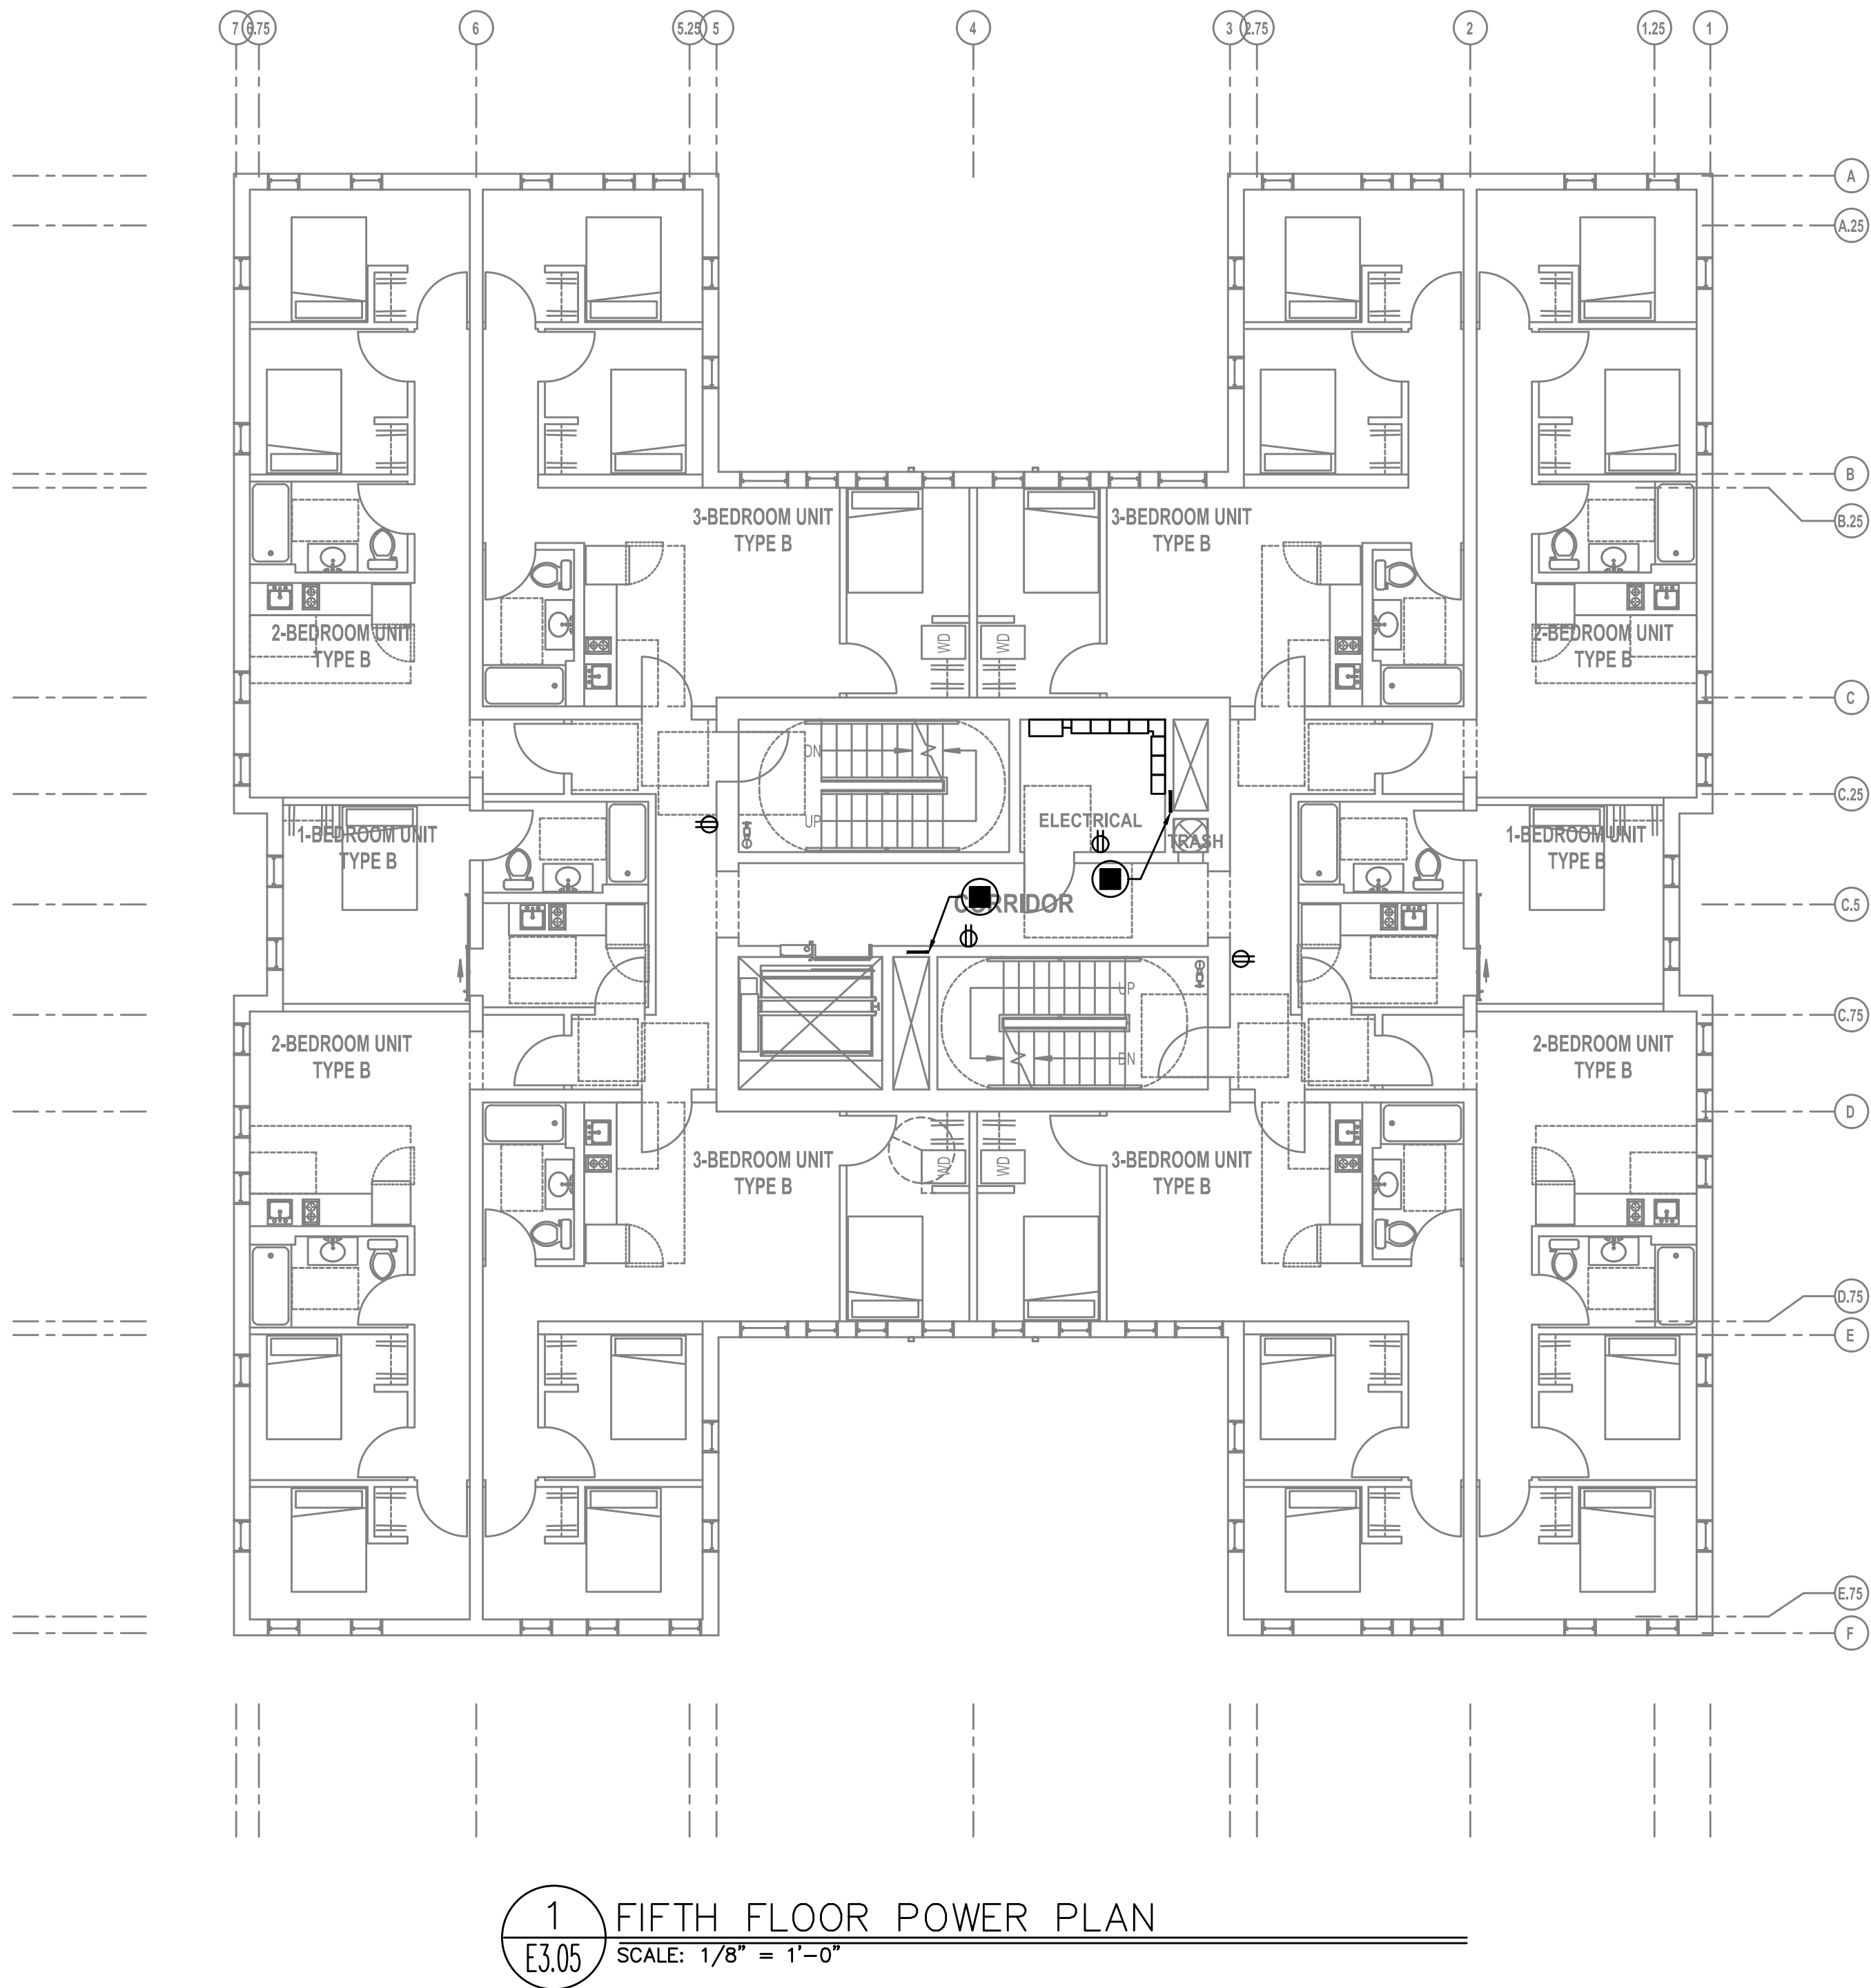 7
6.75
6
5.25
5
4
3
2.75
2
1.25
1
A
A.25
B
B.25
3-BEDROOM UNIT
TYPE B
3-BEDROOM UNIT
TYPE B
2-BEDROOM UNIT
TYPE B
WD
WD
2-BEDROOM UNIT
TYPE B
C
DN
UP
ELECTRICAL
TRASH
C.25
1-BEDROOM UNIT
TYPE B
1-BEDROOM UNIT
TYPE B
CORRIDOR
C.5
UP
DN
C.75
2-BEDROOM UNIT
TYPE B
2-BEDROOM UNIT
TYPE B
D
3-BEDROOM UNIT
TYPE B
WD
WD
3-BEDROOM UNIT
TYPE B
D.75
E
E.75
F
1
E3.05
FIFTH FLOOR POWER PLAN
SCALE: 1/8" = 1'-0"